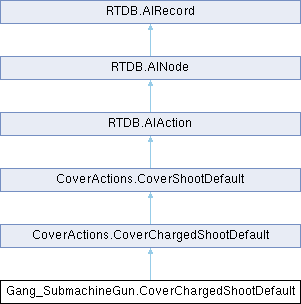 RTDB.AIRecord
RTDB.AINode
RTDB.AIAction
CoverActions.CoverShootDefault
CoverActions.CoverChargedShootDefault
Gang_SubmachineGun.CoverChargedShootDefault